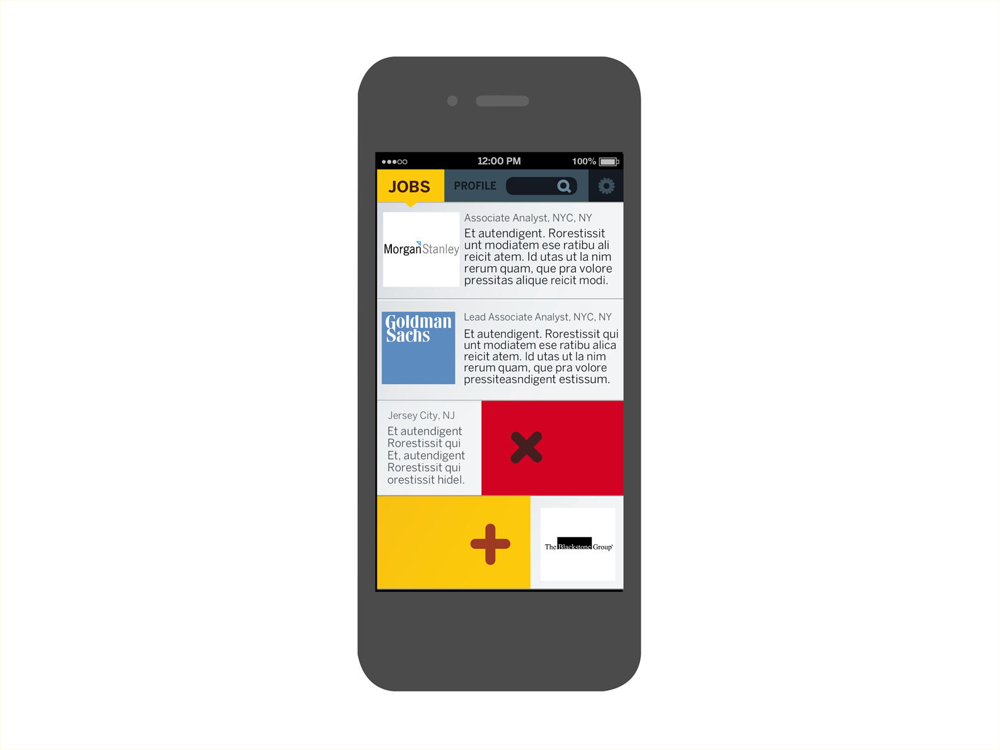 12:00 PM
100%
JOBS
PROFILE
Morgan Stanley
Associate Analyst, NYC, NY
Et autendigent. Rorestissit
unt modiatem ese ratibu ali
reicit atem. Id utas ut la nim
rerum quam, que pra volore
pressitas alique reicit modi.
Goldman
Sachs
Lead Associate Analyst, NYC, NY
Et autendigent. Rorestissit qui
unt modiatem ese ratibu alica
reicit atem. Id utas ut la nim
rerum quam, que pra volore
pressiteasndigent estissum.
Jersey City, NJ
Et autendigent
Rorestissit qui
Et, autendigent
Rorestissit qui
orestissit hidel.
The Blackstone Group®